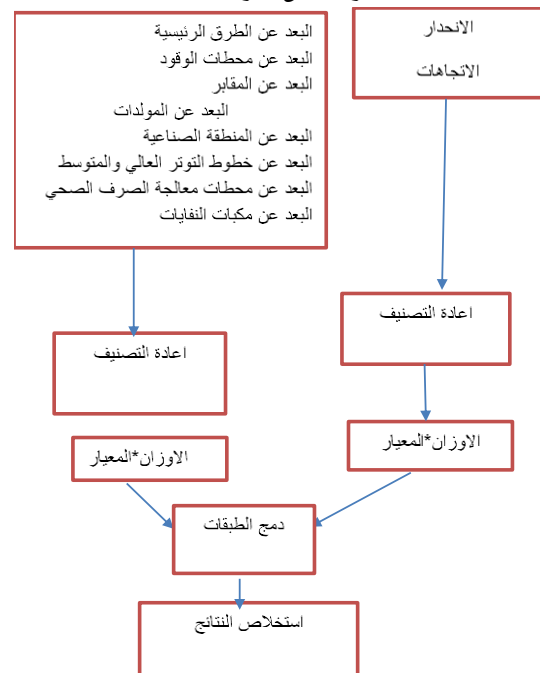 الانحدار
الاتجاهات
البعد عن الطرق الرئيسية
البعد عن محطات الوقود
البعد عن المقابر
البعد عن المولدات
البعد عن المنطقة الصناعية
البعد عن خطوط التوتر العالي والمتوسط
البعد عن محطات معالجة الصرف الصحي
البعد عن مكبات النفايات
اعادة التصنيف
اعادة التصنيف
الاوزان*المعيار
الاوزان*المعيار
دمج الطبقات
استخلاص النتائج